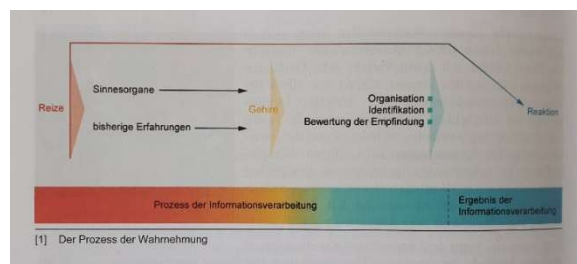 Sinnesorgane
Reize
bisherige Erfahrungen
Gehirn
Organisation
Identifikation
Bewertung der Empfindung
Reaktion
Prozess der Informationsverarbeitung
Ergebnis der
Informationsverarbeitung
[1] Der Prozess der Wahrnehmung